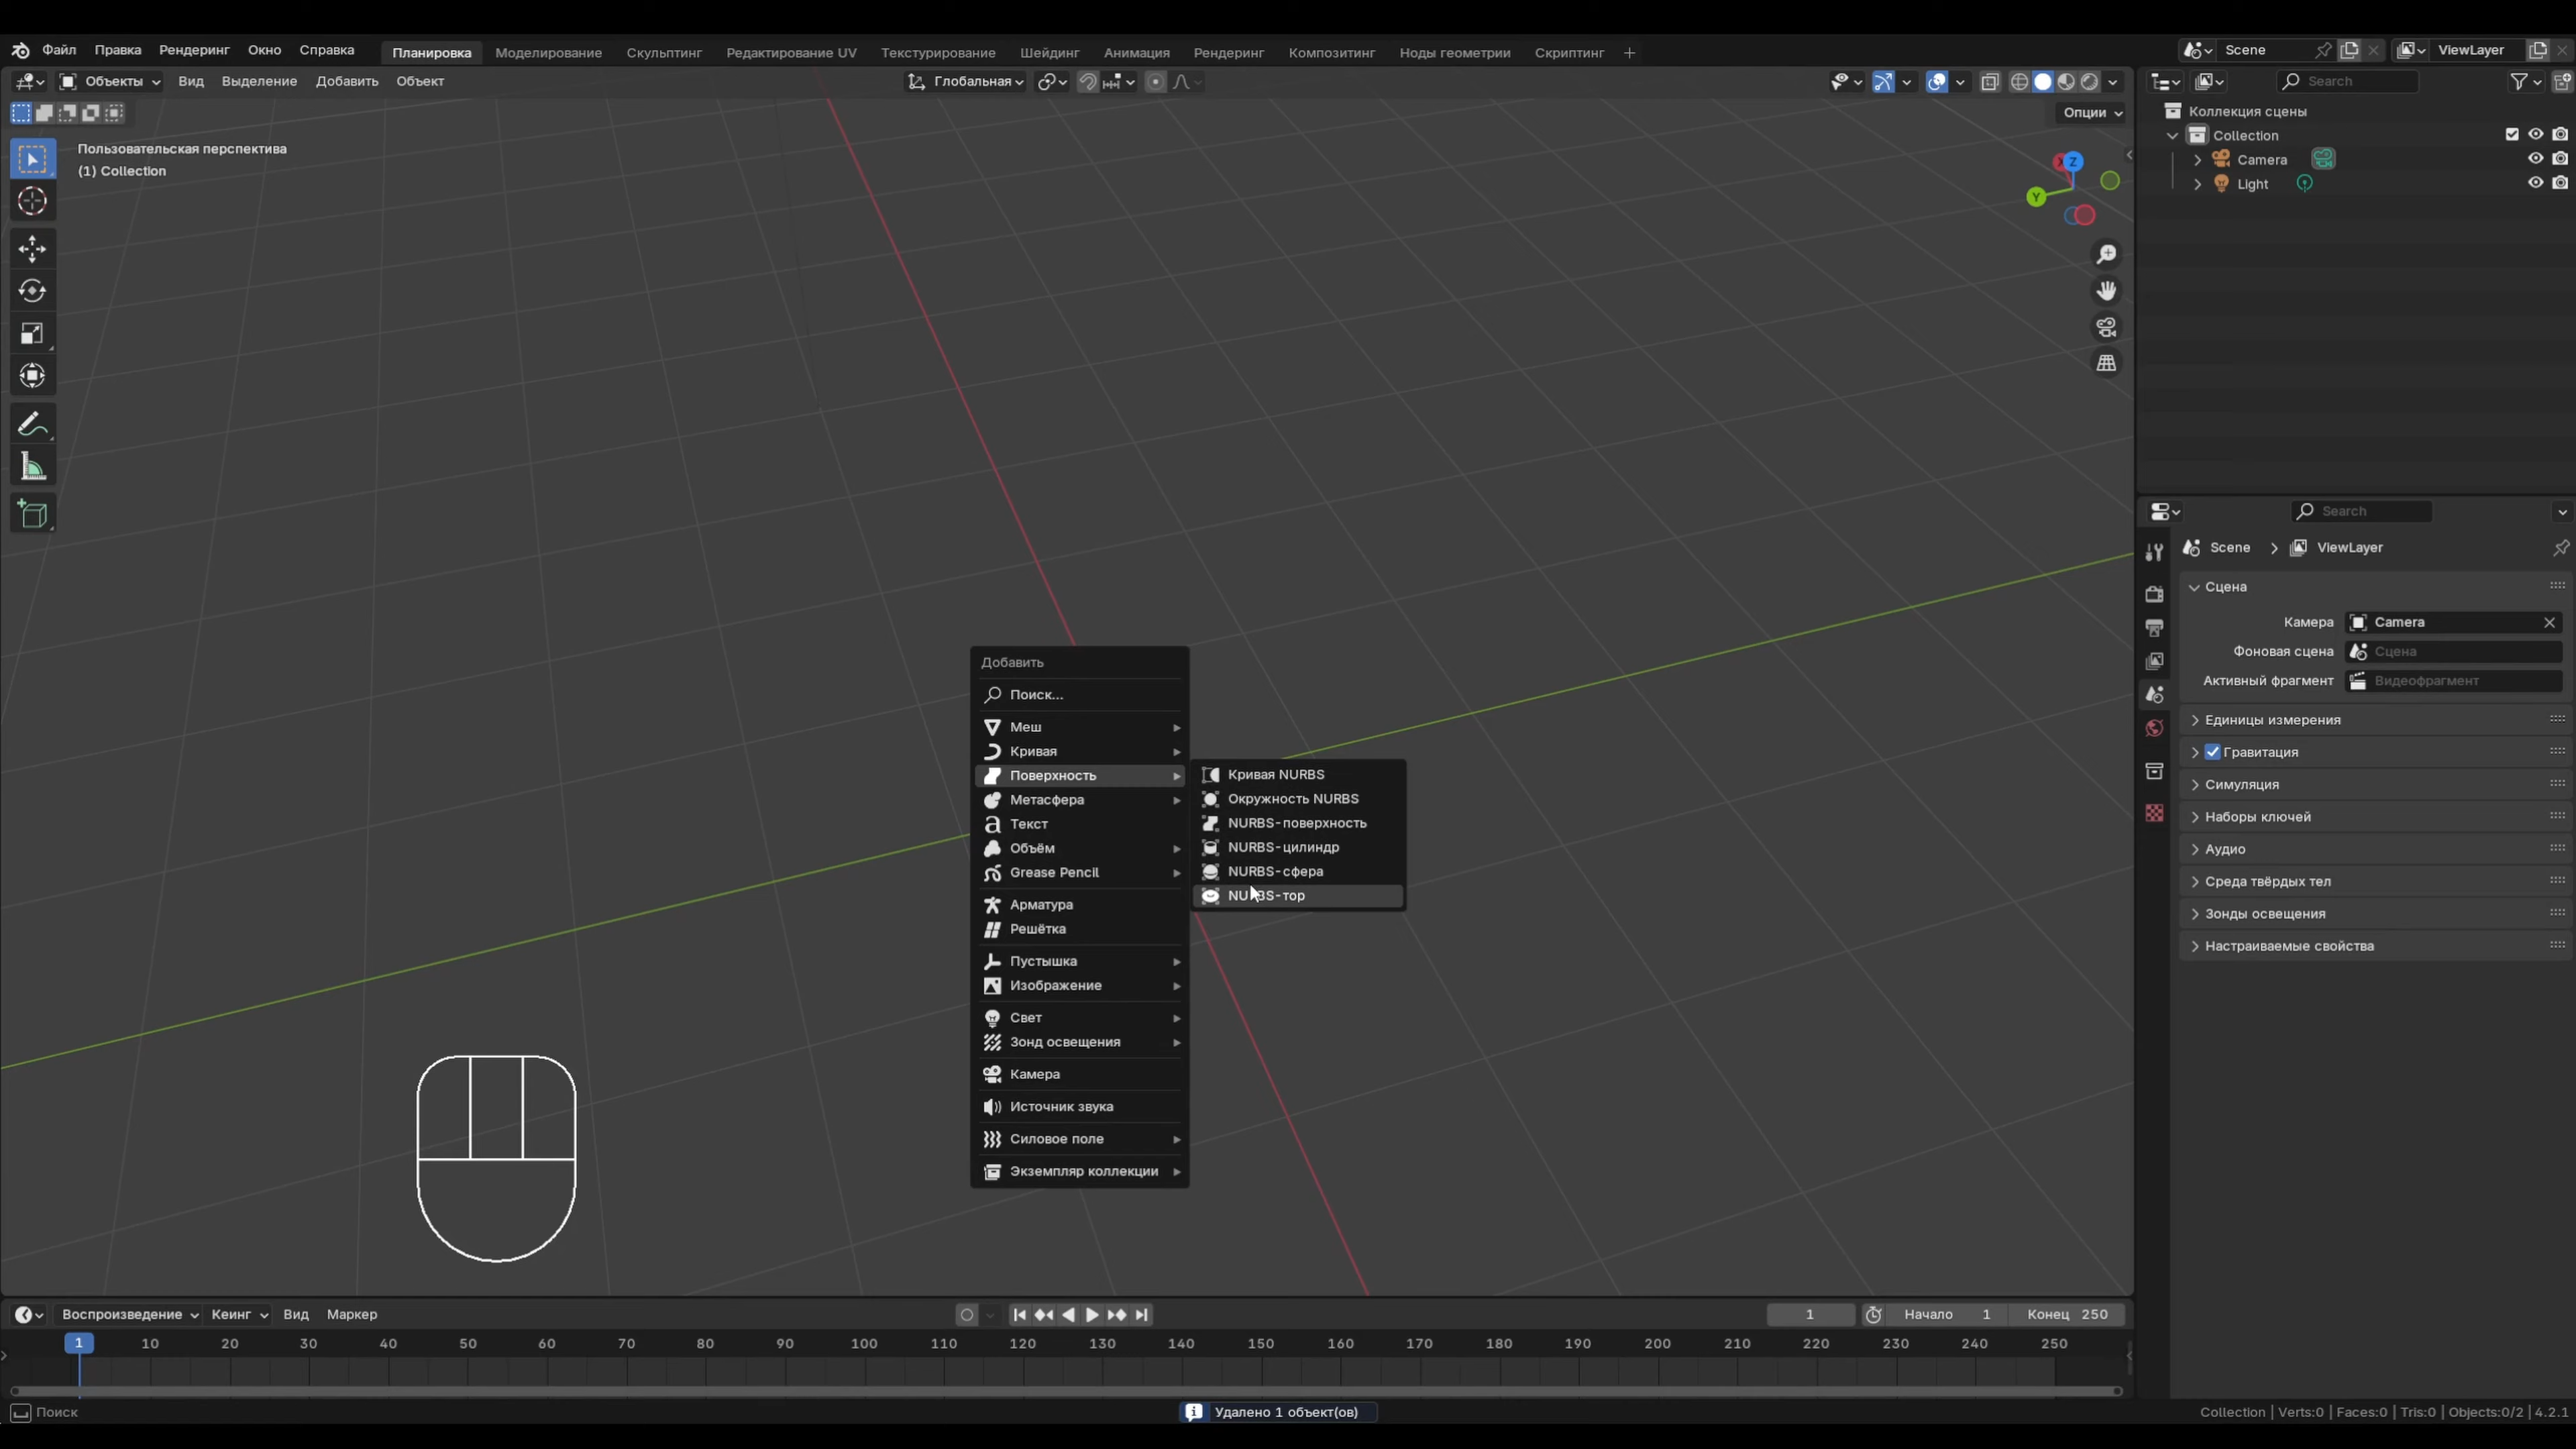 Файл Правка Рендеринг Окно Справка Планировка Моделирование Скульптинг Редактирование UV Текстурирование Шейдинг Анимация Рендеринг Композитинг Ноды геометрии Скриптинг + Scene ViewLayer
Объекты Вид Выделение Добавить Объект Глобальная Search
Опции
Пользовательская перспектива
(1) Collection
Коллекция сцены
Collection
Camera
Light
Z
Y
Search
Scene > ViewLayer
Сцена
Камера Camera
Фоновая сцена Сцена
Активный фрагмент Видеофрагмент
Единицы измерения
Гравитация
Симуляция
Наборы ключей
Аудио
Среда твёрдых тел
Зонды освещения
Настраиваемые свойства
Добавить
Поиск...
Меш
Кривая
Поверхность
Метасфера
Текст
Объём
Grease Pencil
Арматура
Решётка
Пустышка
Изображение
Свет
Зонд освещения
Камера
Источник звука
Силовое поле
Экземпляр коллекции
Кривая NURBS
Окружность NURBS
NURBS-поверхность
NURBS-цилиндр
NURBS-сфера
NURBS-тор
Воспроизведение Кеинг Вид Маркер 1 Начало 1 Конец 250
1 10 20 30 40 50 60 70 80 90 100 110 120 130 140 150 160 170 180 190 200 210 220 230 240 250
Поиск Удалено 1 объект(ов) Collection | Verts:0 | Faces:0 | Tris:0 | Objects:0/2 | 4.2.1